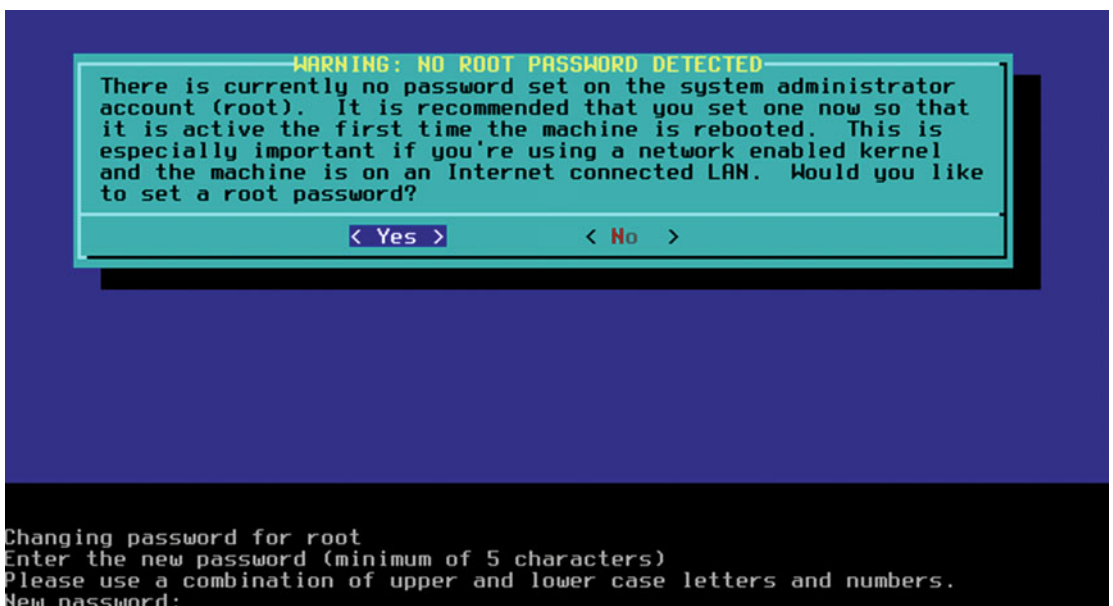 WARNING: NO ROOT PASSWORD DETECTED
There is currently no password set on the system administrator
account (root).  It is recommended that you set one now so that
it is active the first time the machine is rebooted.  This is
especially important if you're using a network enabled kernel
and the machine is on an Internet connected LAN.  Would you like
to set a root password?
< Yes > < No  >
Changing password for root
Enter the new password (minimum of 5 characters)
Please use a combination of upper and lower case letters and numbers.
New password: